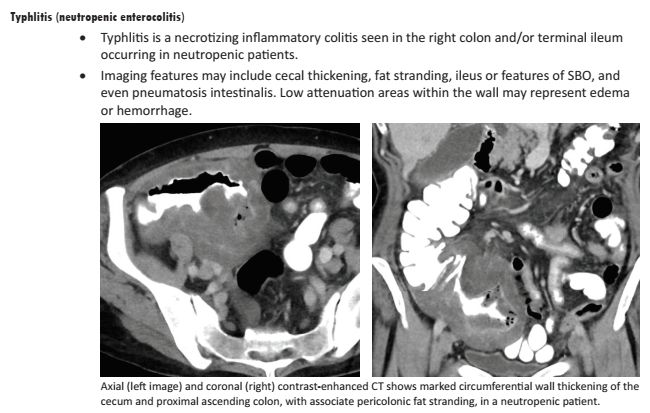 Typhlitis (neutropenic enterocolitis)
• Typhlitis is a necrotizing inflammatory colitis seen in the right colon and/or terminal ileum
occurring in neutropenic patients.
• Imaging features may include cecal thickening, fat stranding, ileus or features of SBO, and
even pneumatosis intestinalis. Low attenuation areas within the wall may represent edema
or hemorrhage.
Axial (left image) and coronal (right) contrast-enhanced CT shows marked circumferential wall thickening of the
cecum and proximal ascending colon, with associate pericolonic fat stranding, in a neutropenic patient.